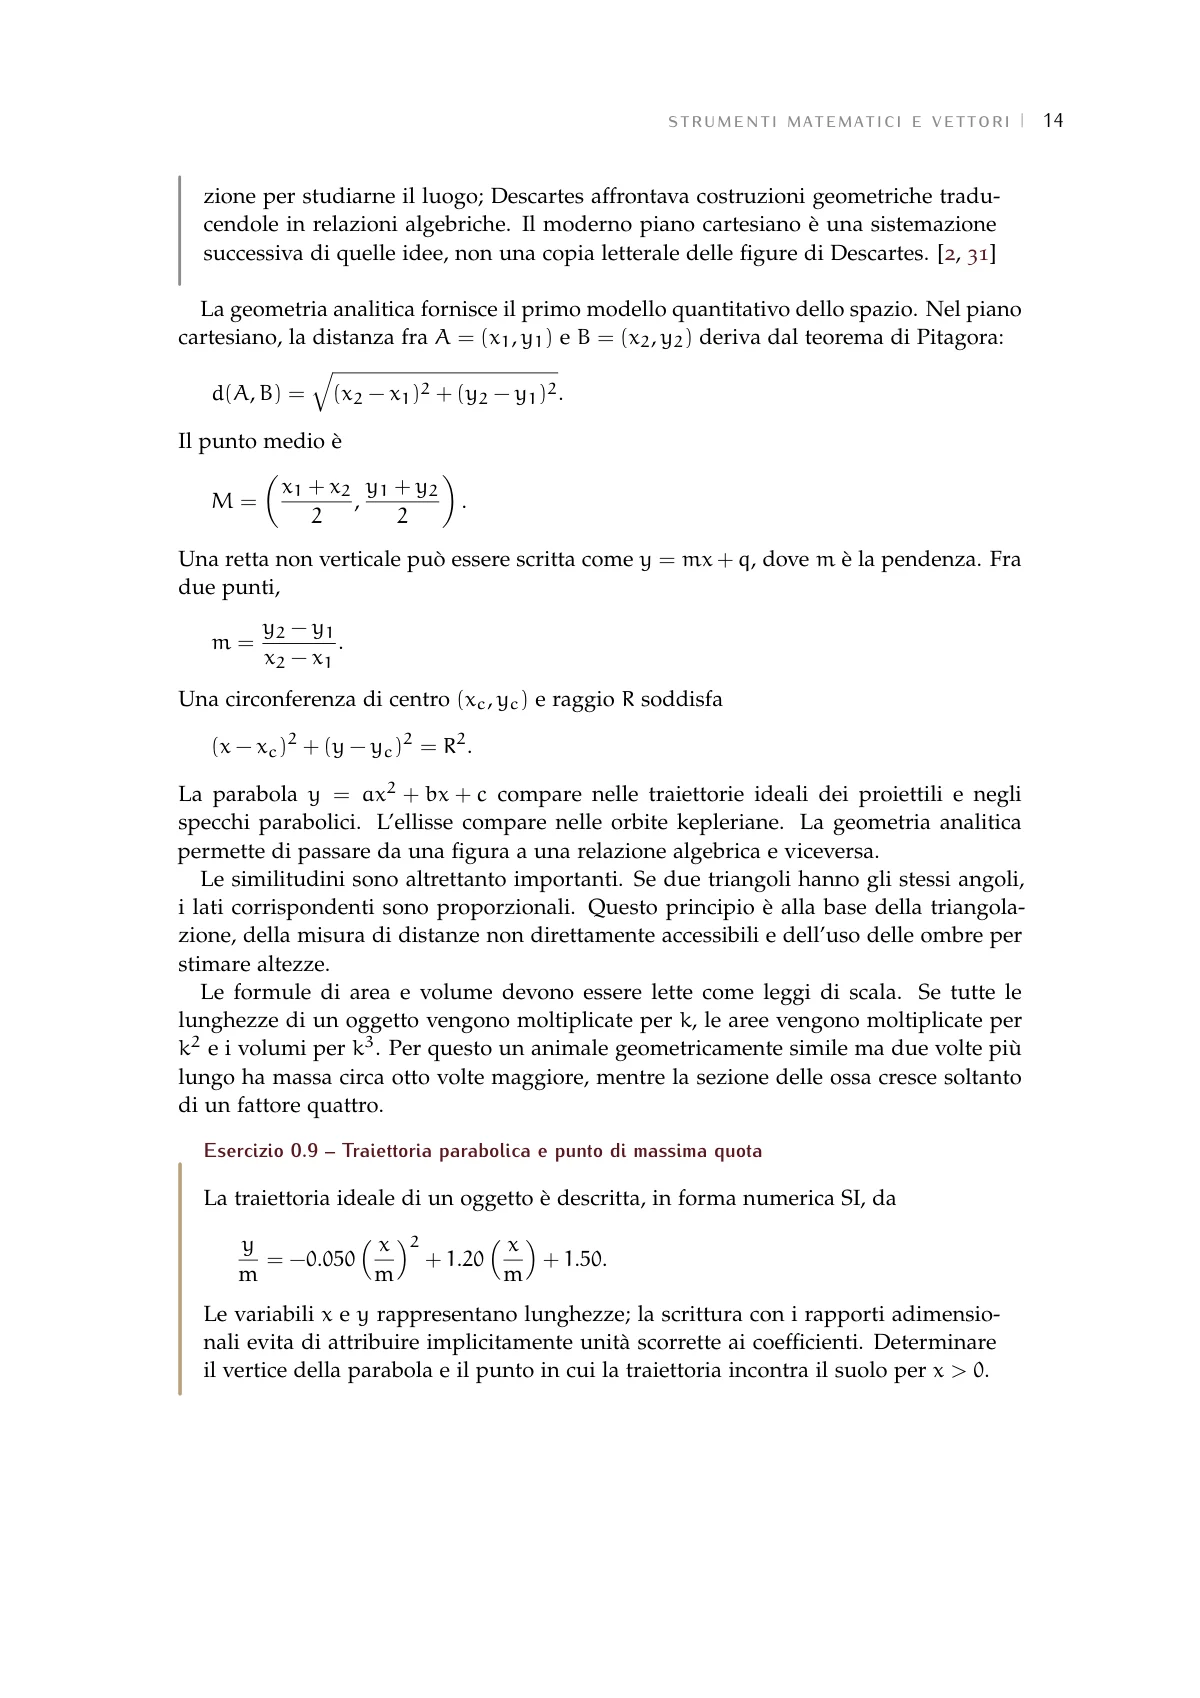 STRUMENTI MATEMATICI E VETTORI | 14
zione per studiarne il luogo; Descartes affrontava costruzioni geometriche tradu-
cendole in relazioni algebriche. Il moderno piano cartesiano è una sistemazione
successiva di quelle idee, non una copia letterale delle figure di Descartes. [2, 31]
La geometria analitica fornisce il primo modello quantitativo dello spazio. Nel piano
cartesiano, la distanza fra A = (x₁, y₁) e B = (x₂, y₂) deriva dal teorema di Pitagora:
d(A, B) = √((x₂ − x₁)² + (y₂ − y₁)²).
Il punto medio è
M = ((x₁ + x₂)/2, (y₁ + y₂)/2).
Una retta non verticale può essere scritta come y = mx + q, dove m è la pendenza. Fra
due punti,
m = (y₂ − y₁)/(x₂ − x₁).
Una circonferenza di centro (x_c, y_c) e raggio R soddisfa
(x − x_c)² + (y − y_c)² = R².
La parabola y = ax² + bx + c compare nelle traiettorie ideali dei proiettili e negli
specchi parabolici. L'ellisse compare nelle orbite kepleriane. La geometria analitica
permette di passare da una figura a una relazione algebrica e viceversa.
Le similitudini sono altrettanto importanti. Se due triangoli hanno gli stessi angoli,
i lati corrispondenti sono proporzionali. Questo principio è alla base della triangola-
zione, della misura di distanze non direttamente accessibili e dell'uso delle ombre per
stimare altezze.
Le formule di area e volume devono essere lette come leggi di scala. Se tutte le
lunghezze di un oggetto vengono moltiplicate per k, le aree vengono moltiplicate per
k² e i volumi per k³. Per questo un animale geometricamente simile ma due volte più
lungo ha massa circa otto volte maggiore, mentre la sezione delle ossa cresce soltanto
di un fattore quattro.
Esercizio 0.9 – Traiettoria parabolica e punto di massima quota
La traiettoria ideale di un oggetto è descritta, in forma numerica SI, da
y/m = −0.050 (x/m)² + 1.20 (x/m) + 1.50.
Le variabili x e y rappresentano lunghezze; la scrittura con i rapporti adimensio-
nali evita di attribuire implicitamente unità scorrette ai coefficienti. Determinare
il vertice della parabola e il punto in cui la traiettoria incontra il suolo per x > 0.